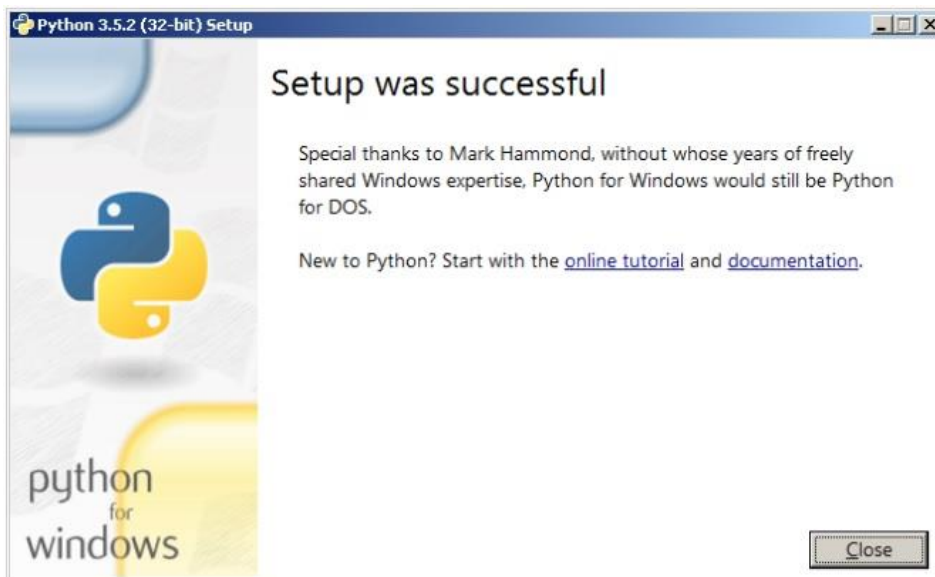 Python 3.5.2 (32-bit) Setup
Setup was successful
Special thanks to Mark Hammond, without whose years of freely
shared Windows expertise, Python for Windows would still be Python
for DOS.
New to Python? Start with the online tutorial and documentation.
python
for
windows
Close